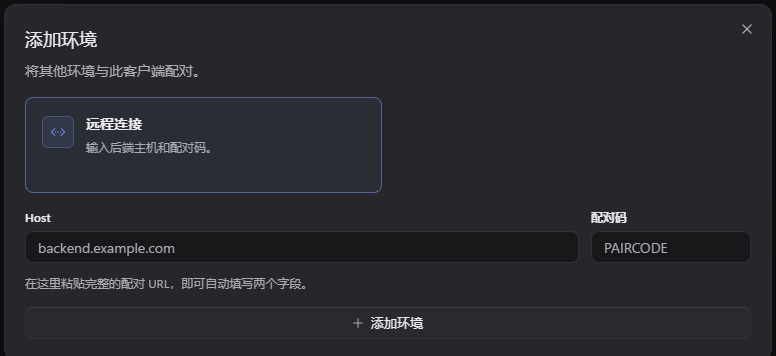 添加环境
将其他环境与此客户端配对。
远程连接
输入后端主机和配对码。
Host
配对码
backend.example.com
PAIRCODE
在这里粘贴完整的配对 URL，即可自动填写两个字段。
+ 添加环境